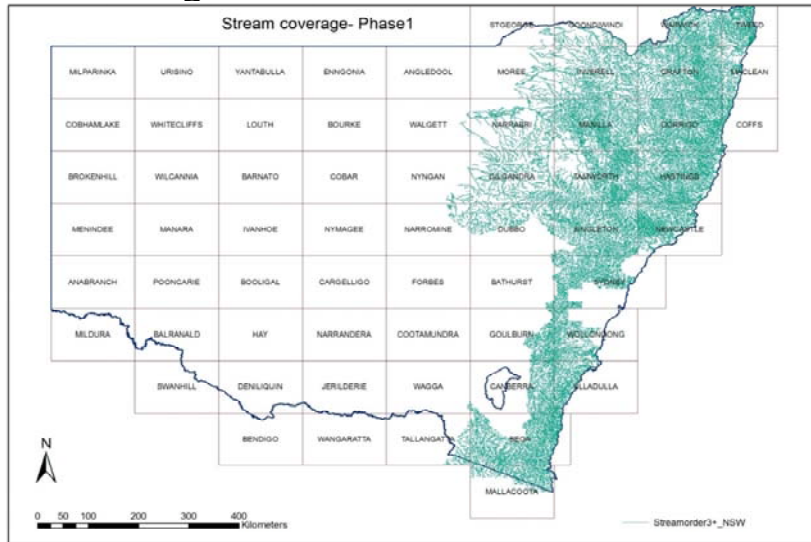 Stream coverage- Phase1
STGEORGE GOONDIWINDI WARWICK TWEED
MILPARINKA URISINO YANTABULLA ENNGONIA ANGLEDOOL MOREE INVERELL GRAFTON MACLEAN
COBHAMLAKE WHITECLIFFS LOUTH BOURKE WALGETT NARRABRI MANILLA DORRIGO COFFS
BROKENHILL WILCANNIA BARNATO COBAR NYNGAN GILGANDRA TAMWORTH HASTINGS
MENINDEE MANARA IVANHOE NYMAGEE NARROMINE DUBBO SINGLETON NEWCASTLE
ANABRANCH POONCARIE BOOLIGAL CARGELLIGO FORBES BATHURST SYDNEY
MILDURA BALRANALD HAY NARRANDERA COOTAMUNDRA GOULBURN WOLLONGONG
SWANHILL DENILIQUIN JERILDERIE WAGGA CANBERRA ULLADULLA
BENDIGO WANGARATTA TALLANGATTA BEGA
MALLACOOTA
N
0 50 100 200 300 400
Kilometers
Streamorder3+_NSW